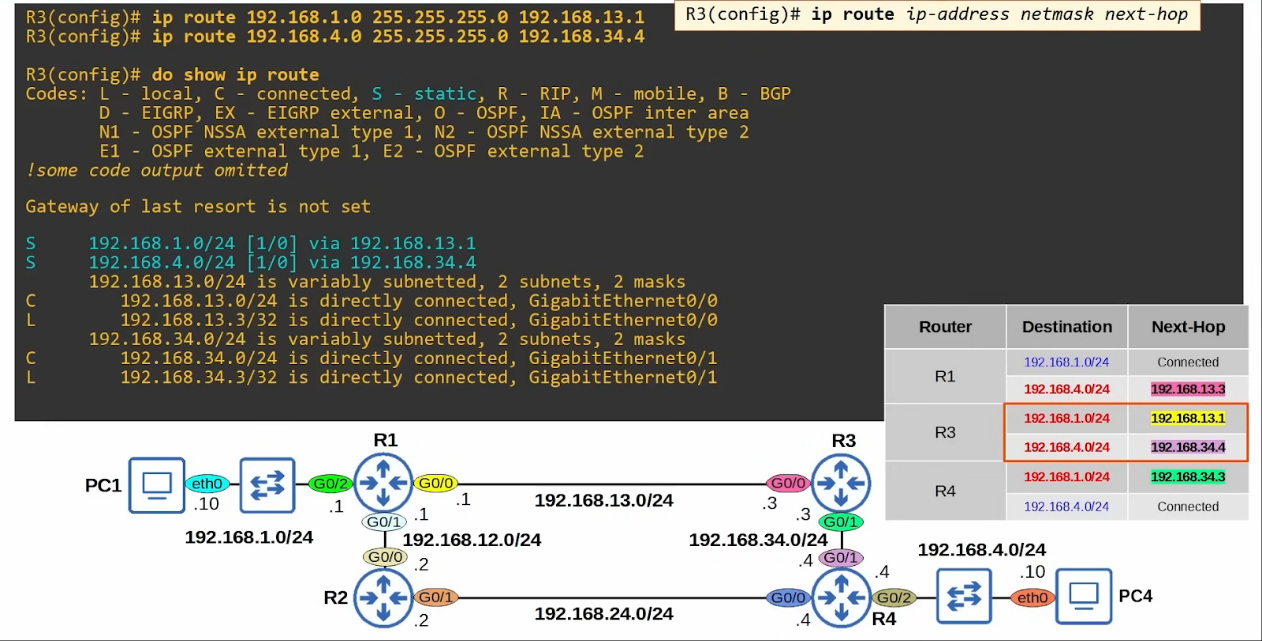 R3(config)# ip route 192.168.1.0 255.255.255.0 192.168.13.1
R3(config)# ip route 192.168.4.0 255.255.255.0 192.168.34.4
R3(config)# ip route ip-address netmask next-hop
R3(config)# do show ip route
Codes: L - local, C - connected, S - static, R - RIP, M - mobile, B - BGP
D - EIGRP, EX - EIGRP external, O - OSPF, IA - OSPF inter area
N1 - OSPF NSSA external type 1, N2 - OSPF NSSA external type 2
E1 - OSPF external type 1, E2 - OSPF external type 2
!some code output omitted
Gateway of last resort is not set
S 192.168.1.0/24 [1/0] via 192.168.13.1
S 192.168.4.0/24 [1/0] via 192.168.34.4
192.168.13.0/24 is variably subnetted, 2 subnets, 2 masks
C 192.168.13.0/24 is directly connected, GigabitEthernet0/0
L 192.168.13.3/32 is directly connected, GigabitEthernet0/0
192.168.34.0/24 is variably subnetted, 2 subnets, 2 masks
C 192.168.34.0/24 is directly connected, GigabitEthernet0/1
L 192.168.34.3/32 is directly connected, GigabitEthernet0/1
Router Destination Next-Hop
R1 192.168.1.0/24 Connected
192.168.4.0/24 192.168.13.3
R3 192.168.1.0/24 192.168.13.1
192.168.4.0/24 192.168.34.4
R4 192.168.1.0/24 192.168.34.3
192.168.4.0/24 Connected
R1
R3
PC1 eth0 G0/2 G0/0 G0/0
.10 .1 .1 192.168.13.0/24 .3
.1 .3
G0/1 G0/1
192.168.1.0/24 192.168.12.0/24 192.168.34.0/24 192.168.4.0/24
G0/0 .2 .4 G0/1 .4 .10
R2 G0/1 G0/0 G0/2 eth0 PC4
.2 192.168.24.0/24 .4 R4